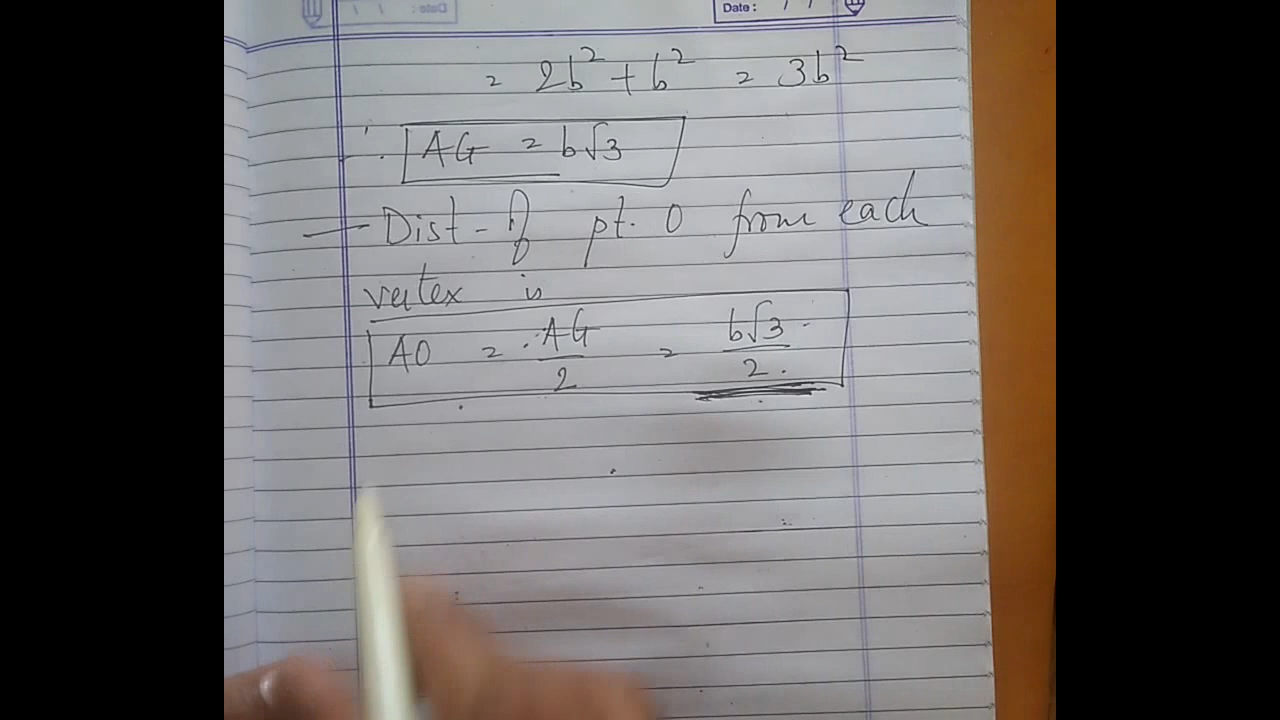 Date : / /
= 2b² + b² = 3b²
∴ AG = b√3
— Dist- of pt. O from each
vertex is
AO = AG/2 = b√3/2.